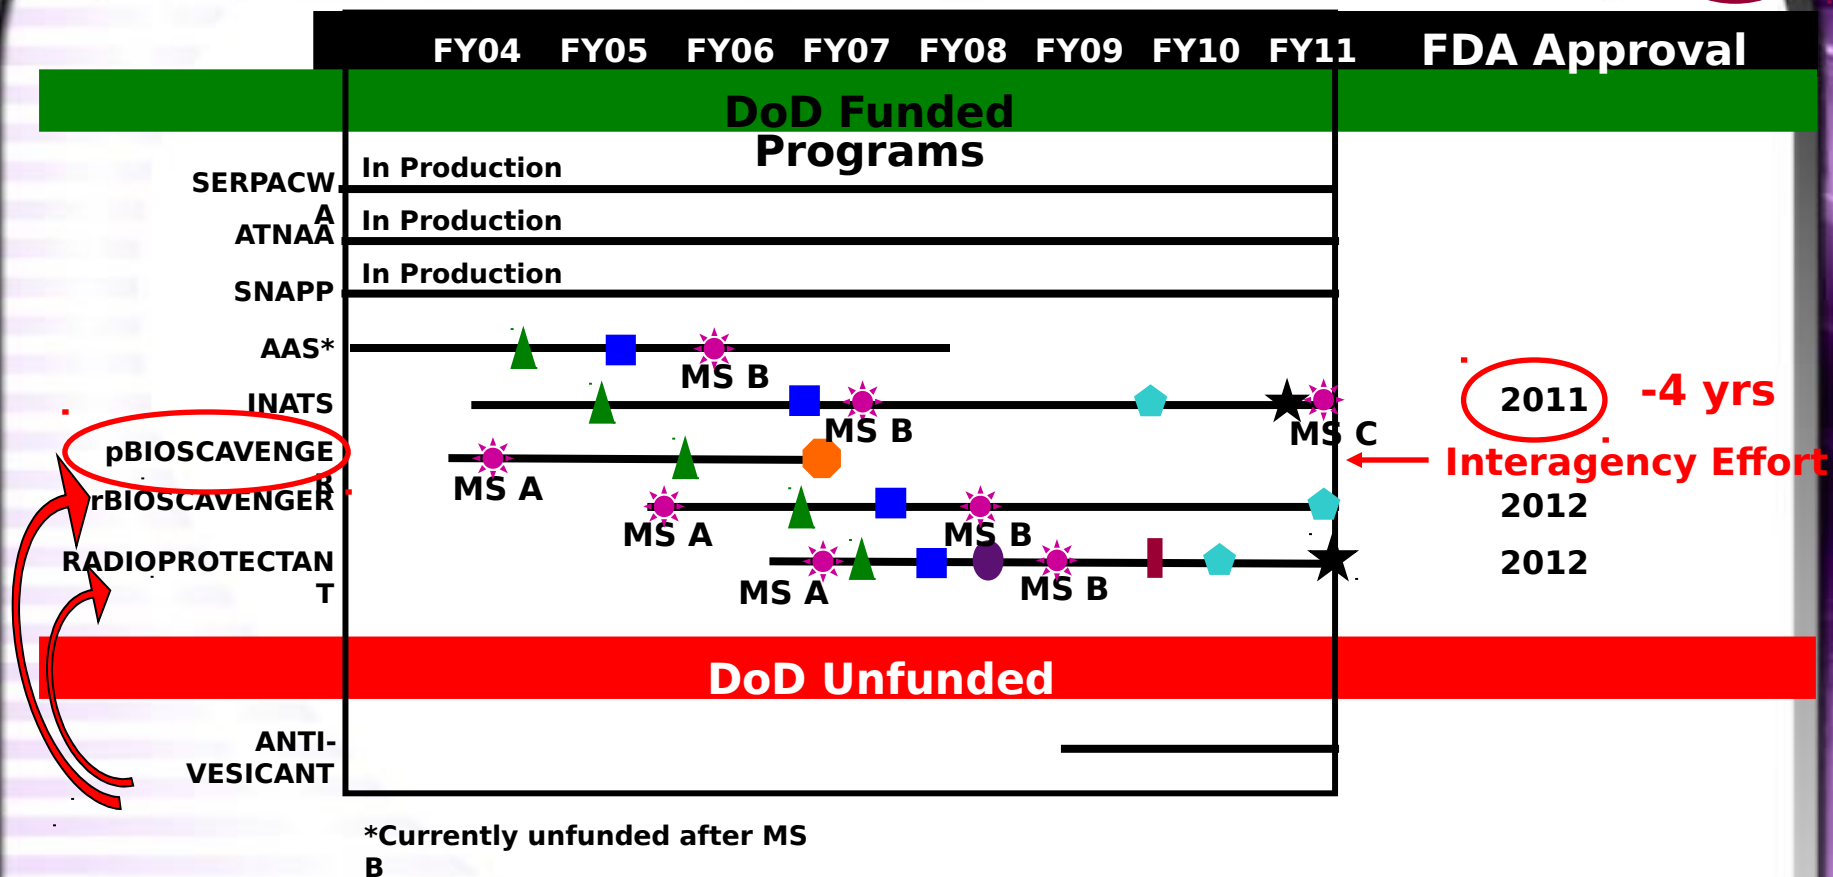 FY04 FY05 FY06 FY07 FY08 FY09 FY10 FY11 FDA Approval
DoD Funded
Programs
In Production
SERPACW
A
In Production
ATNAA
In Production
SNAPP
AAS*
MS B
INATS
2011
-4 yrs
MS B
MS C
pBIOSCAVENGE
R
MS A
Interagency Effort
rBIOSCAVENGER
2012
MS A
MS B
RADIOPROTECTAN
T
2012
MS A
MS B
DoD Unfunded
ANTI-
VESICANT
*Currently unfunded after MS
B